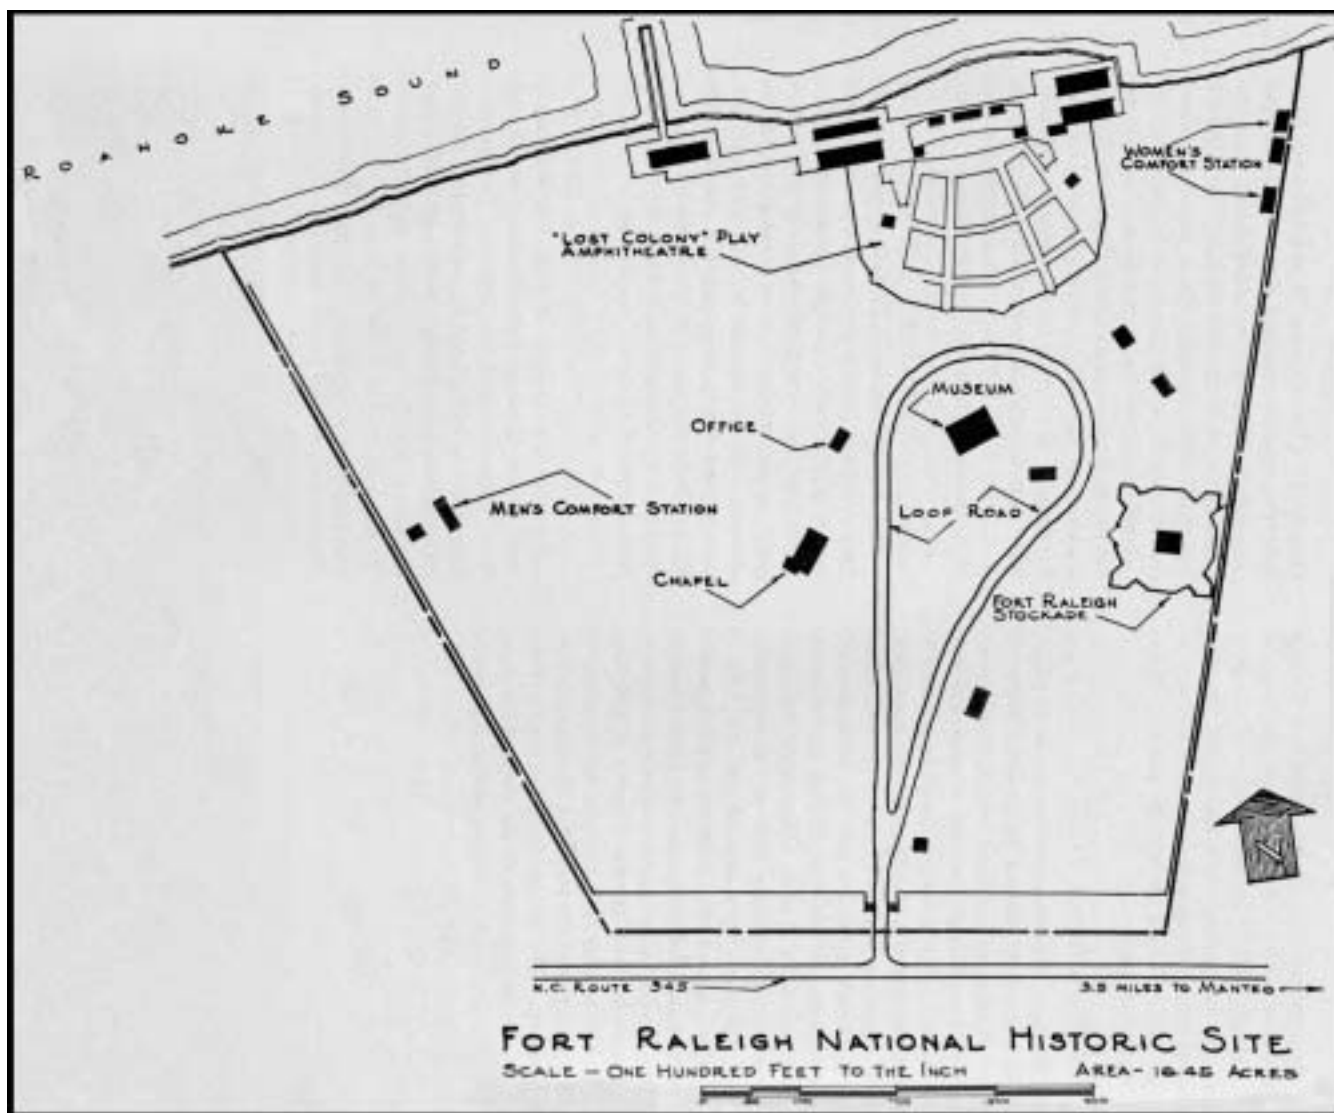 ROANOKE SOUND
WOMEN'S
COMFORT STATION
"LOST COLONY" PLAY
AMPHITHEATRE
MUSEUM
OFFICE
MEN'S COMFORT STATION
LOOP ROAD
CHAPEL
FORT RALEIGH
STOCKADE
N
N.C. ROUTE 345
3.5 MILES TO MANTEO
FORT RALEIGH NATIONAL HISTORIC SITE
SCALE — ONE HUNDRED FEET TO THE INCH
AREA - 16.45 ACRES